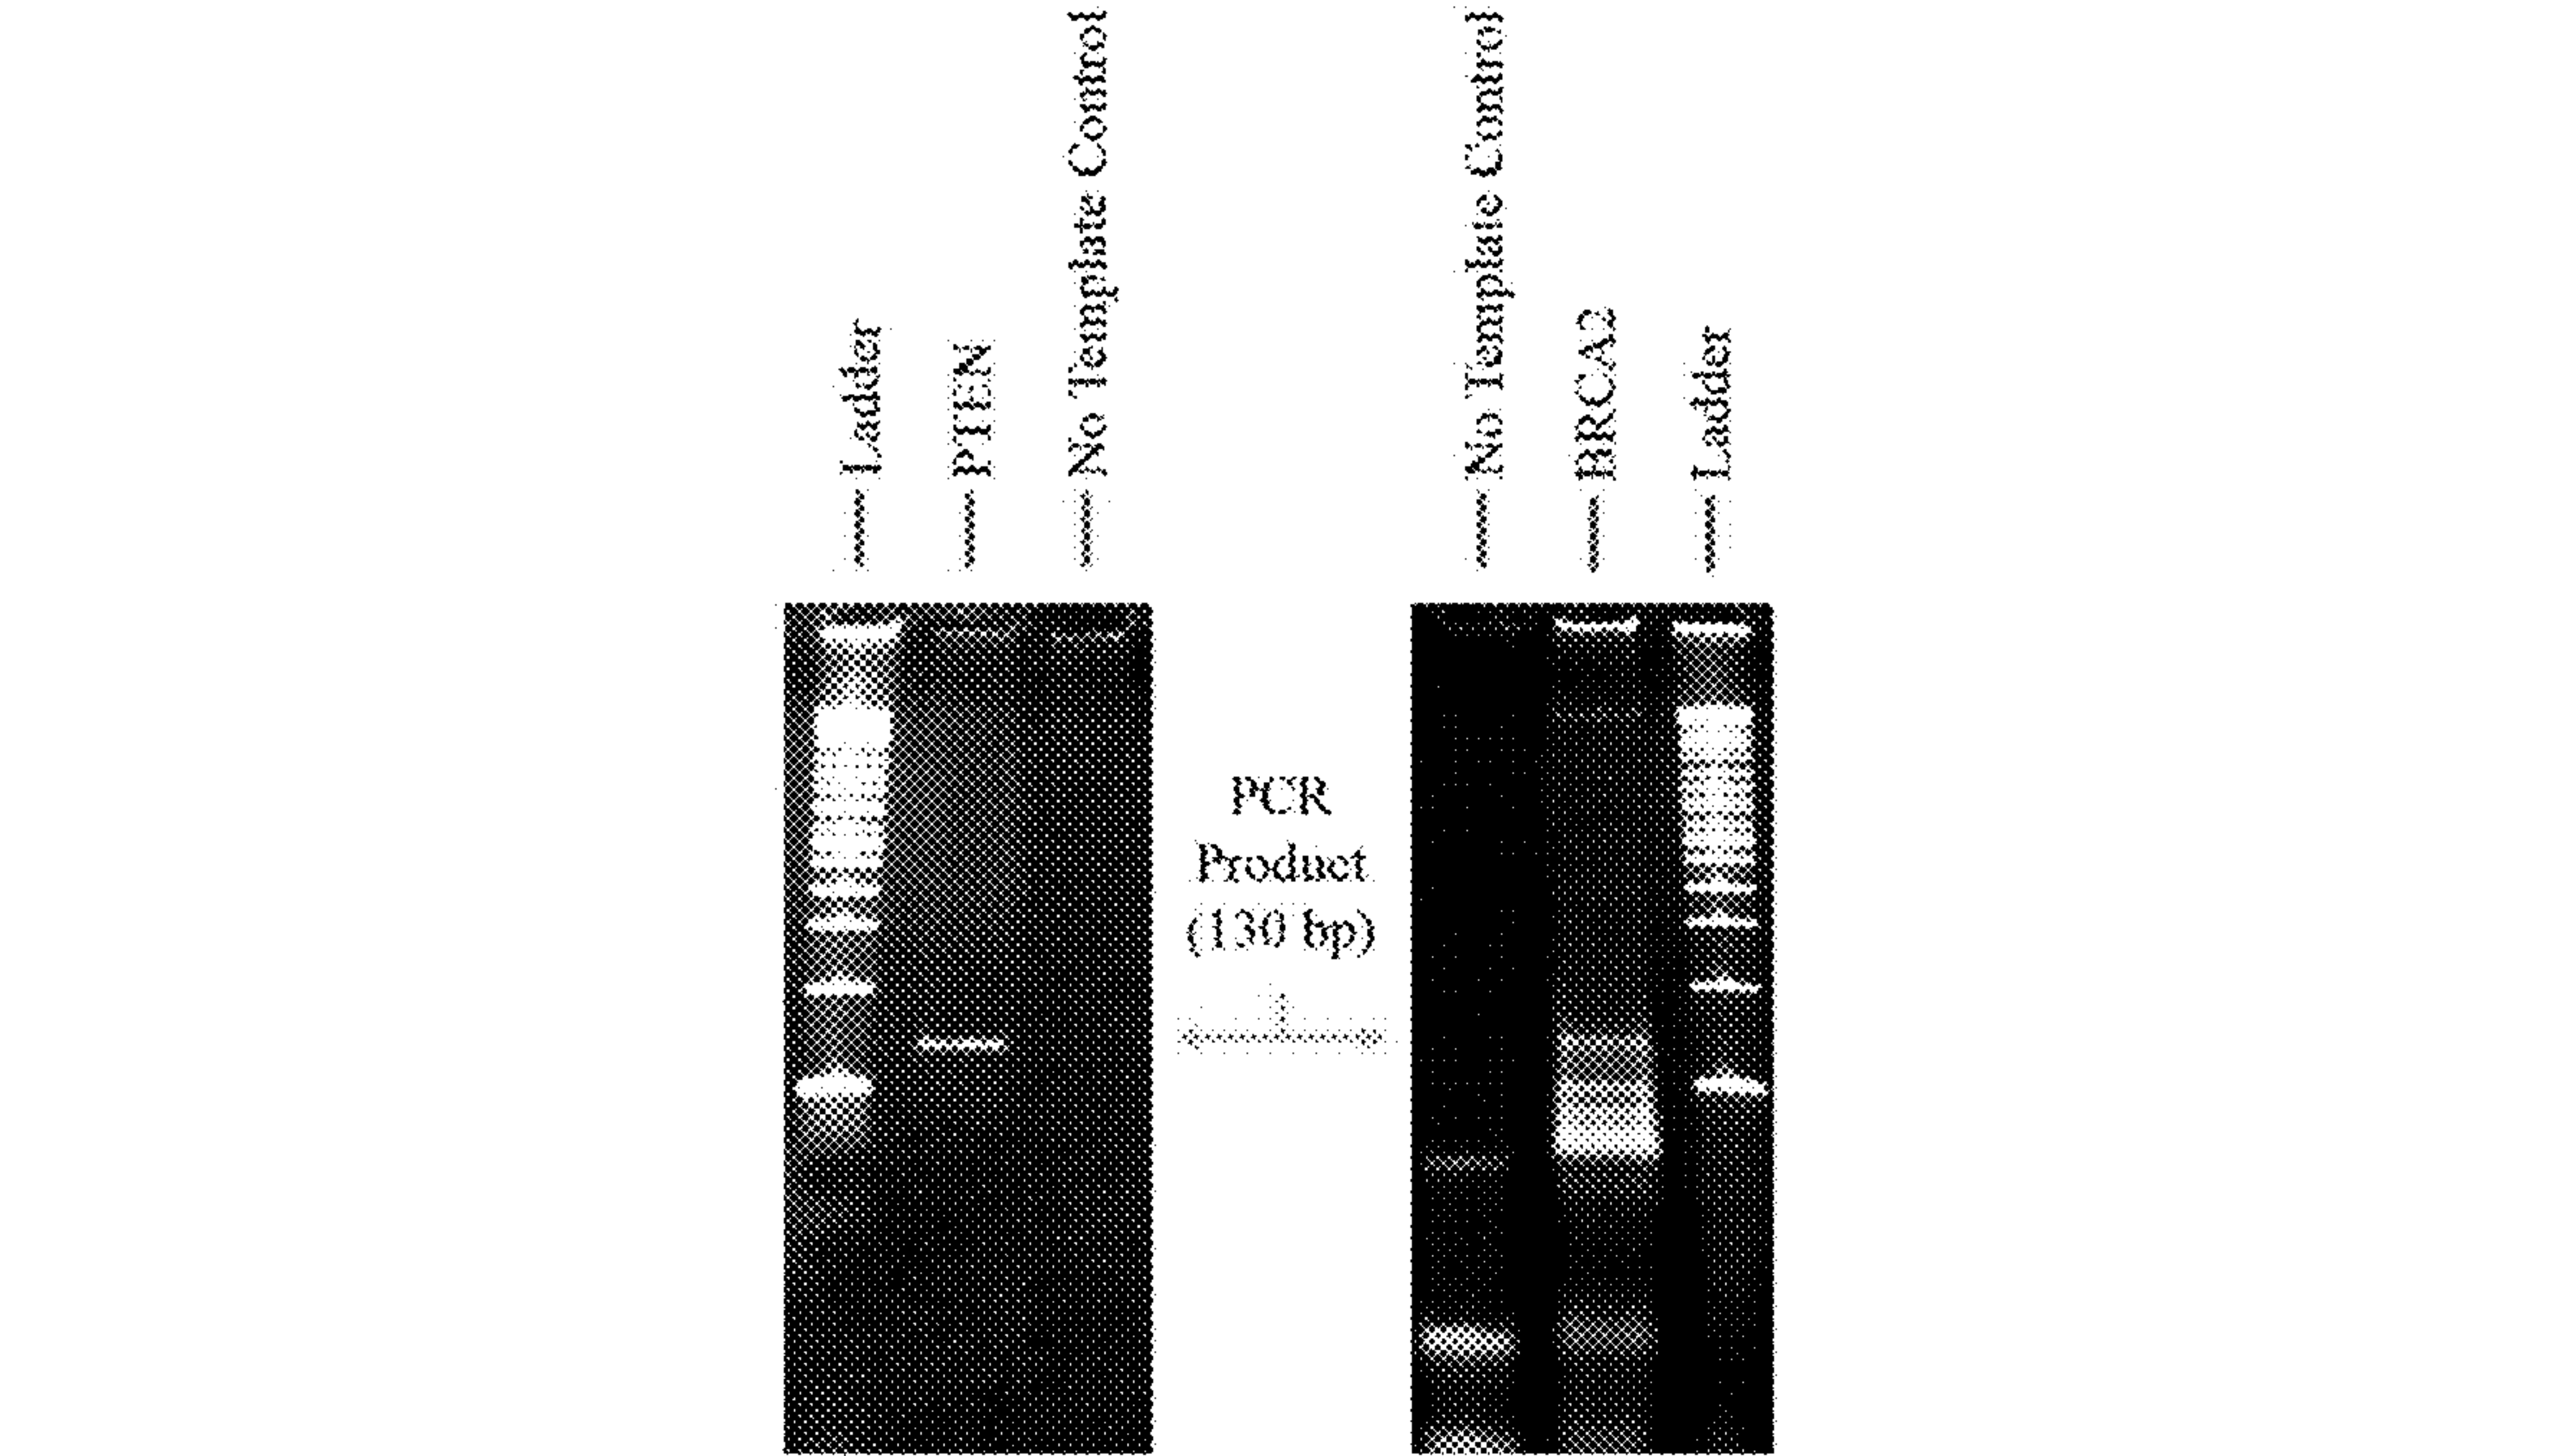 Ladder
PTEN
No Template Control
No Template Control
BRCA2
Ladder
PCR
Product
(130 bp)